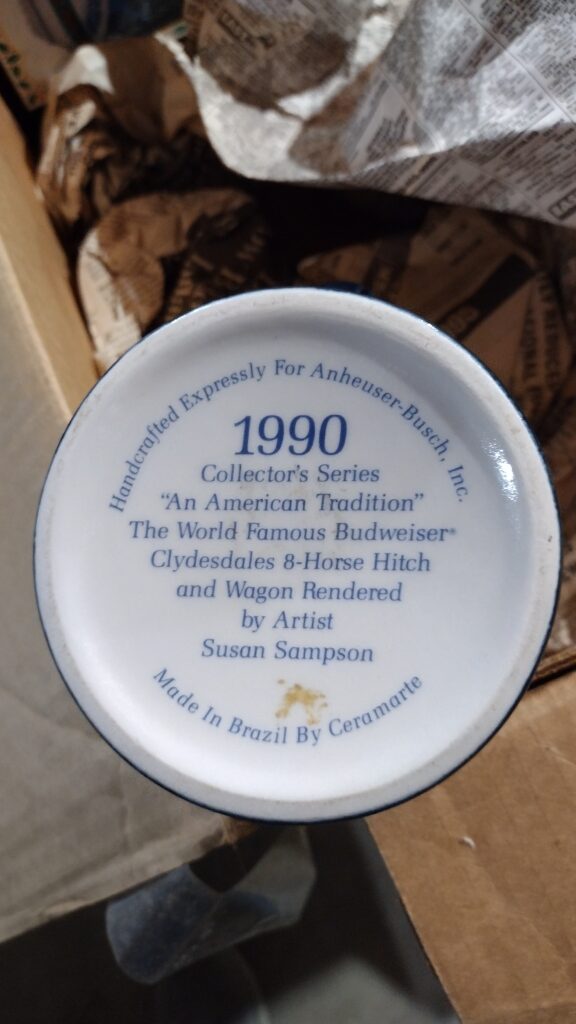 Handcrafted Expressly For Anheuser-Busch, Inc.
1990
Collector's Series
"An American Tradition"
The World Famous Budweiser®
Clydesdales 8-Horse Hitch
and Wagon Rendered
by Artist
Susan Sampson
Made In Brazil By Ceramarte